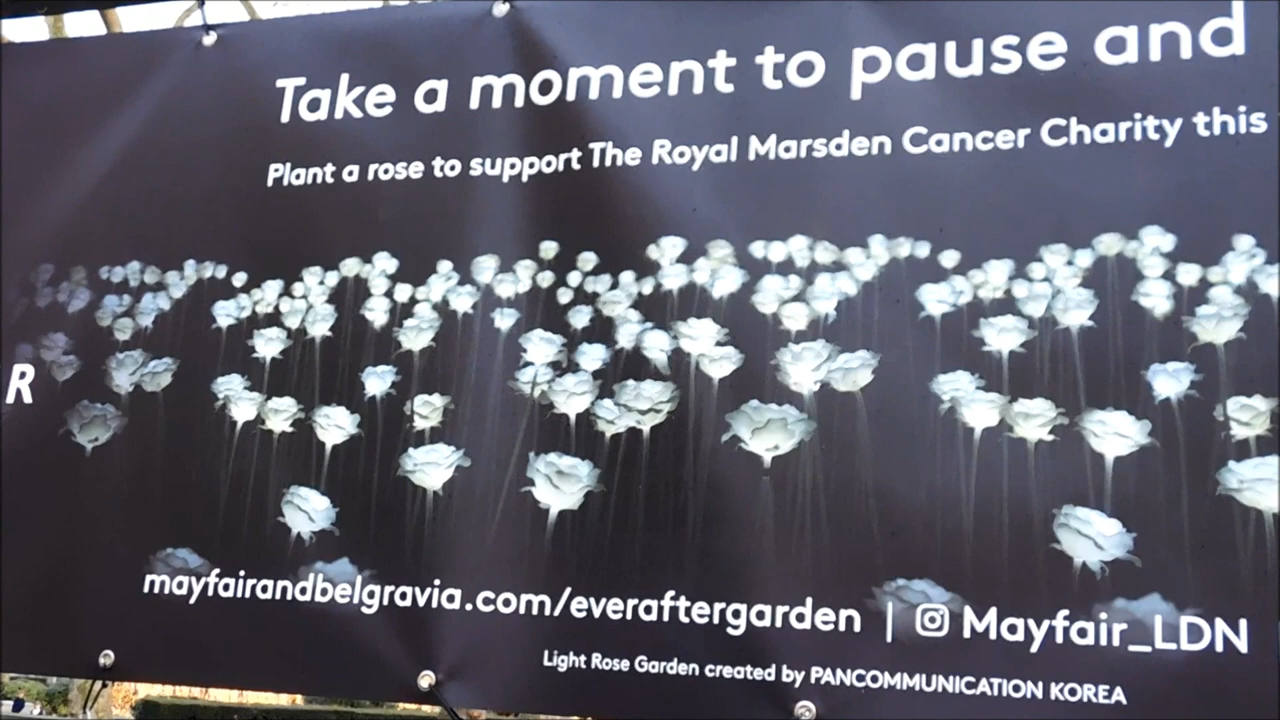 Take a moment to pause and
Plant a rose to support The Royal Marsden Cancer Charity this
R
mayfairandbelgravia.com/everaftergarden | Mayfair_LDN
Light Rose Garden created by PANCOMMUNICATION KOREA